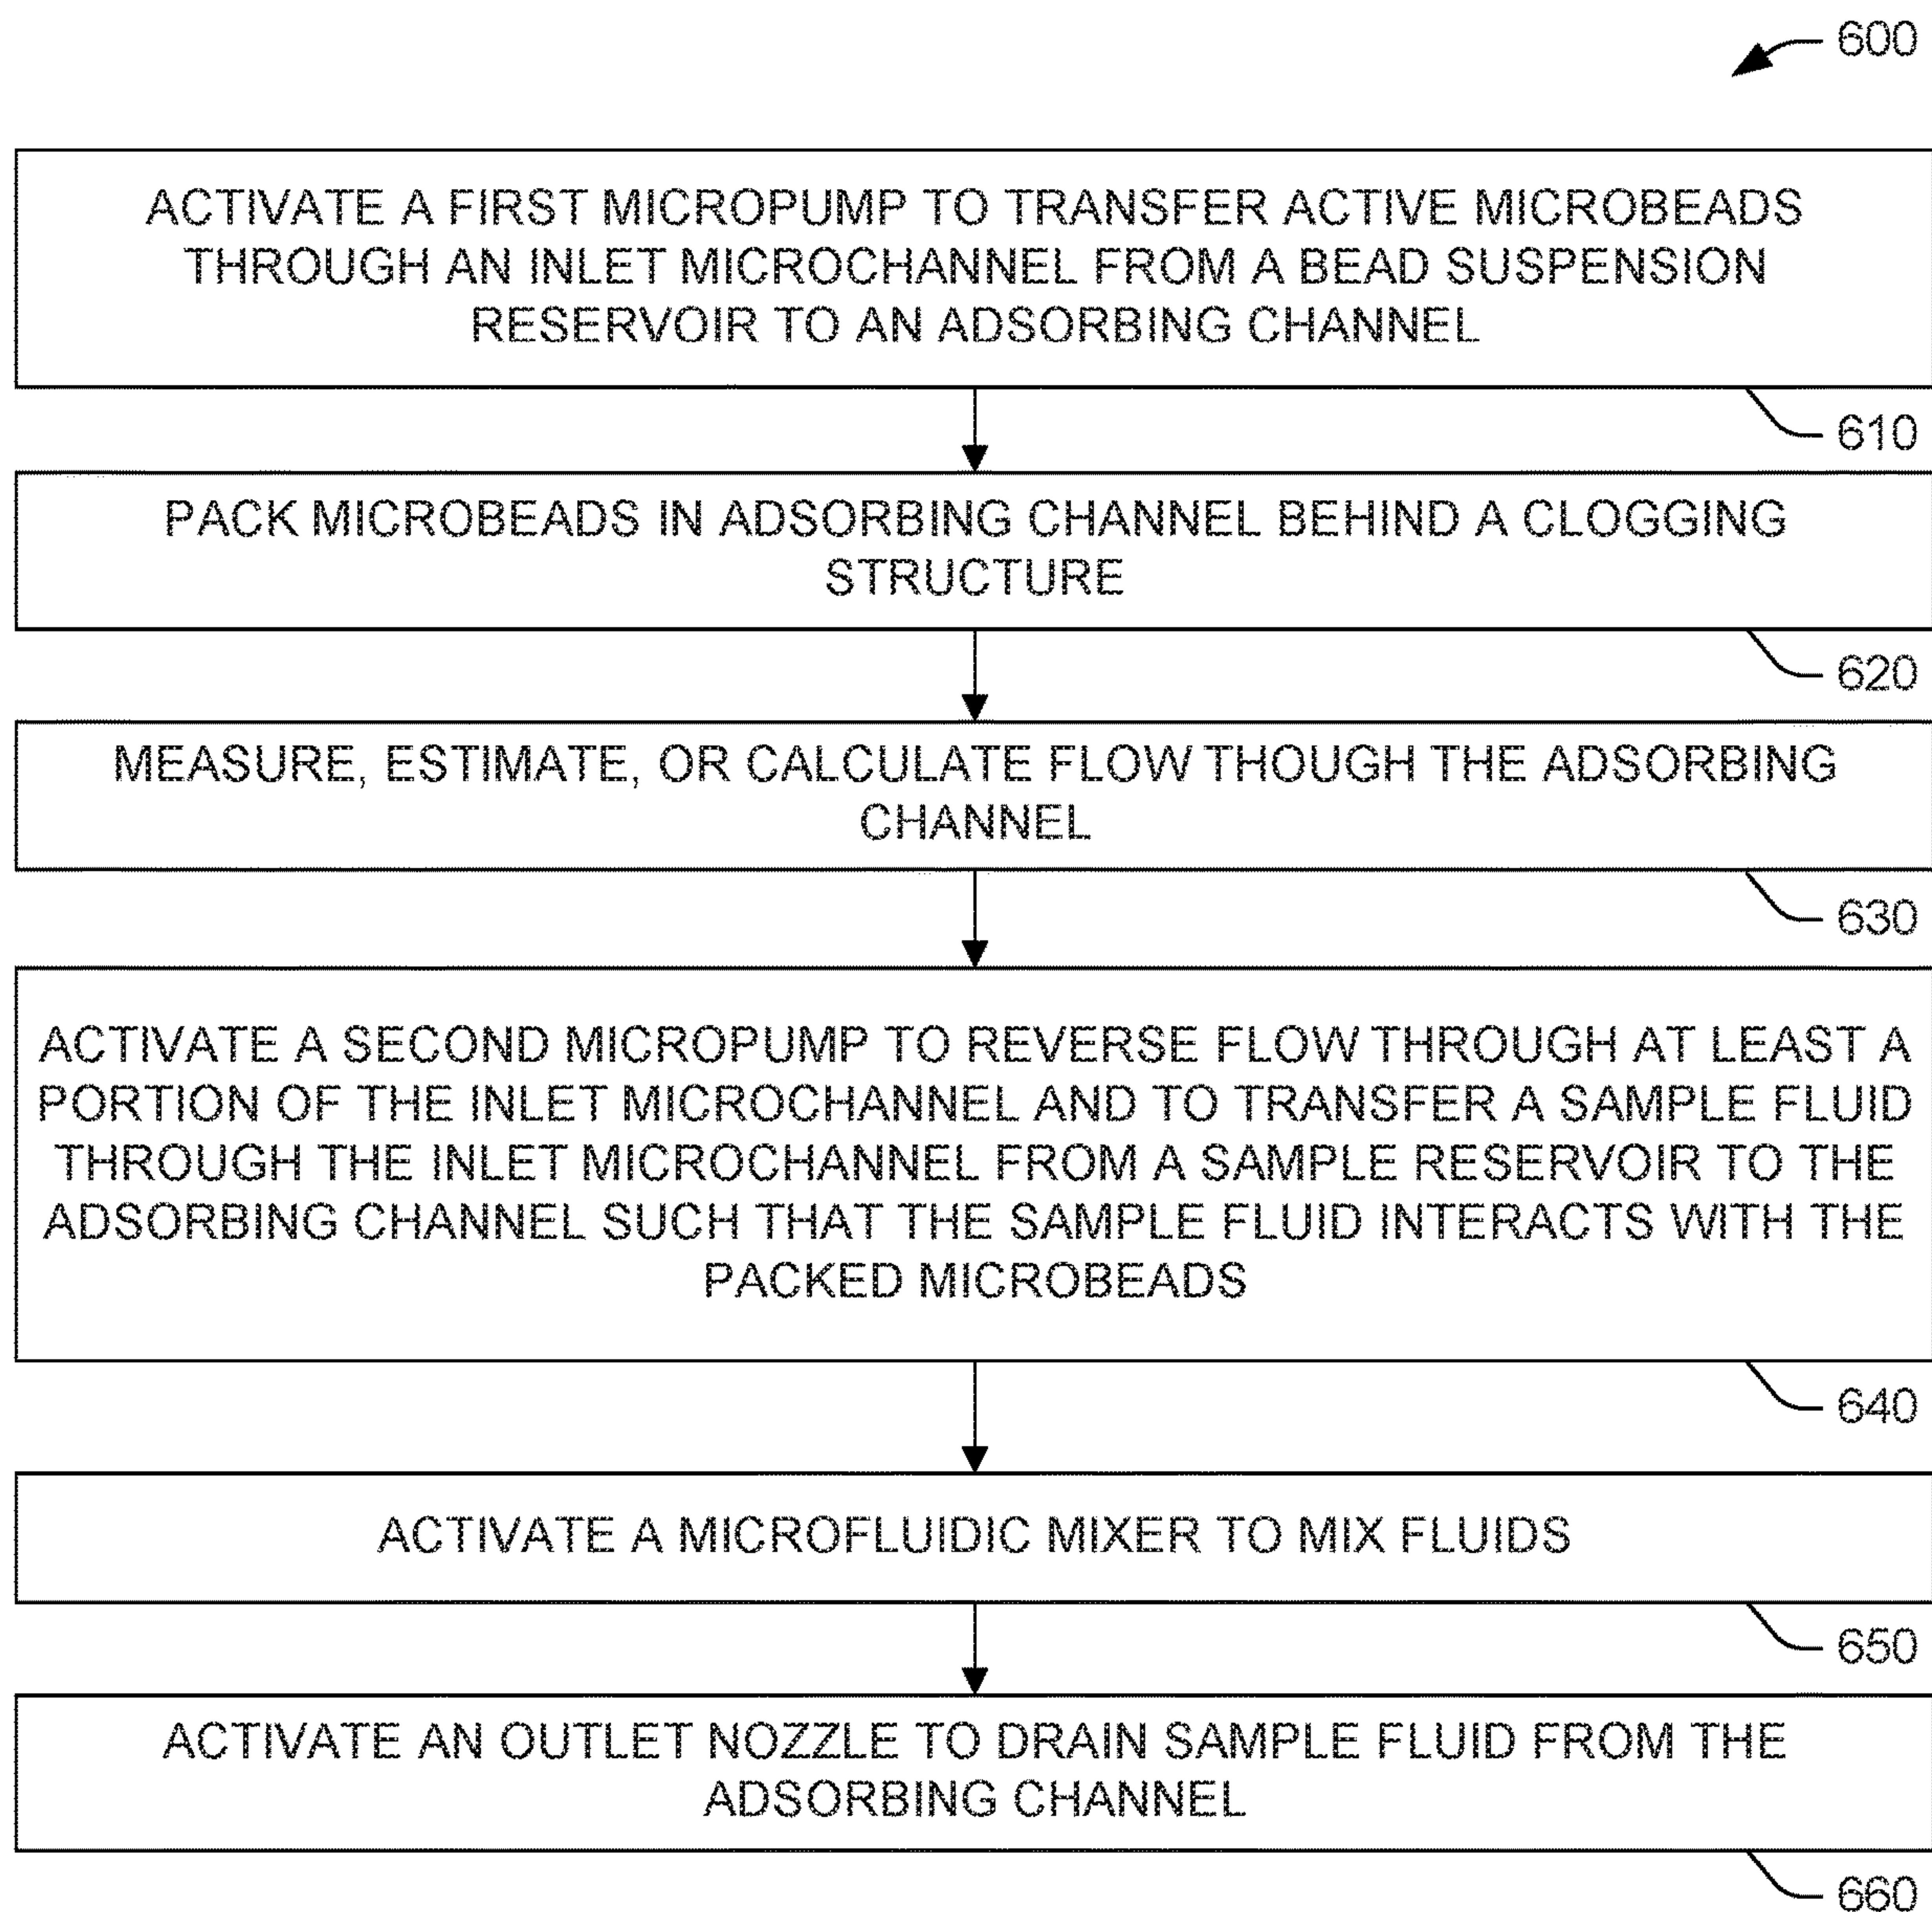 600
ACTIVATE A FIRST MICROPUMP TO TRANSFER ACTIVE MICROBEADS
THROUGH AN INLET MICROCHANNEL FROM A BEAD SUSPENSION
RESERVOIR TO AN ADSORBING CHANNEL
610
PACK MICROBEADS IN ADSORBING CHANNEL BEHIND A CLOGGING
STRUCTURE
620
MEASURE, ESTIMATE, OR CALCULATE FLOW THOUGH THE ADSORBING
CHANNEL
630
ACTIVATE A SECOND MICROPUMP TO REVERSE FLOW THROUGH AT LEAST A
PORTION OF THE INLET MICROCHANNEL AND TO TRANSFER A SAMPLE FLUID
THROUGH THE INLET MICROCHANNEL FROM A SAMPLE RESERVOIR TO THE
ADSORBING CHANNEL SUCH THAT THE SAMPLE FLUID INTERACTS WITH THE
PACKED MICROBEADS
640
ACTIVATE A MICROFLUIDIC MIXER TO MIX FLUIDS
650
ACTIVATE AN OUTLET NOZZLE TO DRAIN SAMPLE FLUID FROM THE
ADSORBING CHANNEL
660